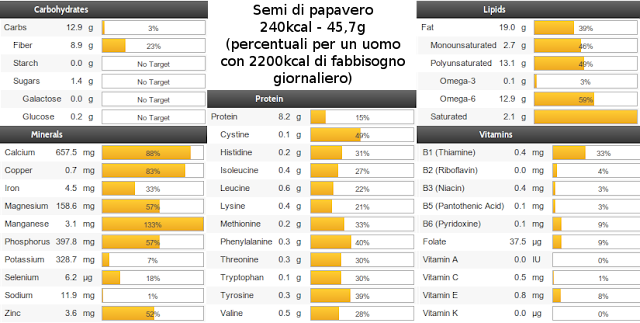 Carbohydrates
Carbs 12.9 g 3%
Fiber 8.9 g 23%
Starch 0.0 g No Target
Sugars 1.4 g No Target
Galactose 0.0 g No Target
Glucose 0.2 g No Target
Minerals
Calcium 657.5 mg 88%
Copper 0.7 mg 83%
Iron 4.5 mg 33%
Magnesium 158.6 mg 57%
Manganese 3.1 mg 133%
Phosphorus 397.8 mg 57%
Potassium 328.7 mg 7%
Selenium 6.2 µg 18%
Sodium 11.9 mg 1%
Zinc 3.6 mg 52%
Semi di papavero
240kcal - 45,7g
(percentuali per un uomo
con 2200kcal di fabbisogno
giornaliero)
Protein
Protein 8.2 g 15%
Cystine 0.1 g 49%
Histidine 0.2 g 31%
Isoleucine 0.4 g 27%
Leucine 0.6 g 22%
Lysine 0.4 g 21%
Methionine 0.2 g 33%
Phenylalanine 0.3 g 40%
Threonine 0.3 g 30%
Tryptophan 0.1 g 30%
Tyrosine 0.3 g 39%
Valine 0.5 g 28%
Lipids
Fat 19.0 g 36%
Monounsaturated 2.7 g 46%
Polyunsaturated 13.1 g 49%
Omega-3 0.1 g 3%
Omega-6 12.9 g 59%
Saturated 2.1 g
Vitamins
B1 (Thiamine) 0.4 mg 33%
B2 (Riboflavin) 0.0 mg 4%
B3 (Niacin) 0.4 mg 3%
B5 (Pantothenic Acid) 0.1 mg 3%
B6 (Pyridoxine) 0.1 mg 9%
Folate 37.5 µg 9%
Vitamin A 0.0 IU 0%
Vitamin C 0.5 mg 1%
Vitamin E 0.8 mg 8%
Vitamin K 0.0 µg 0%